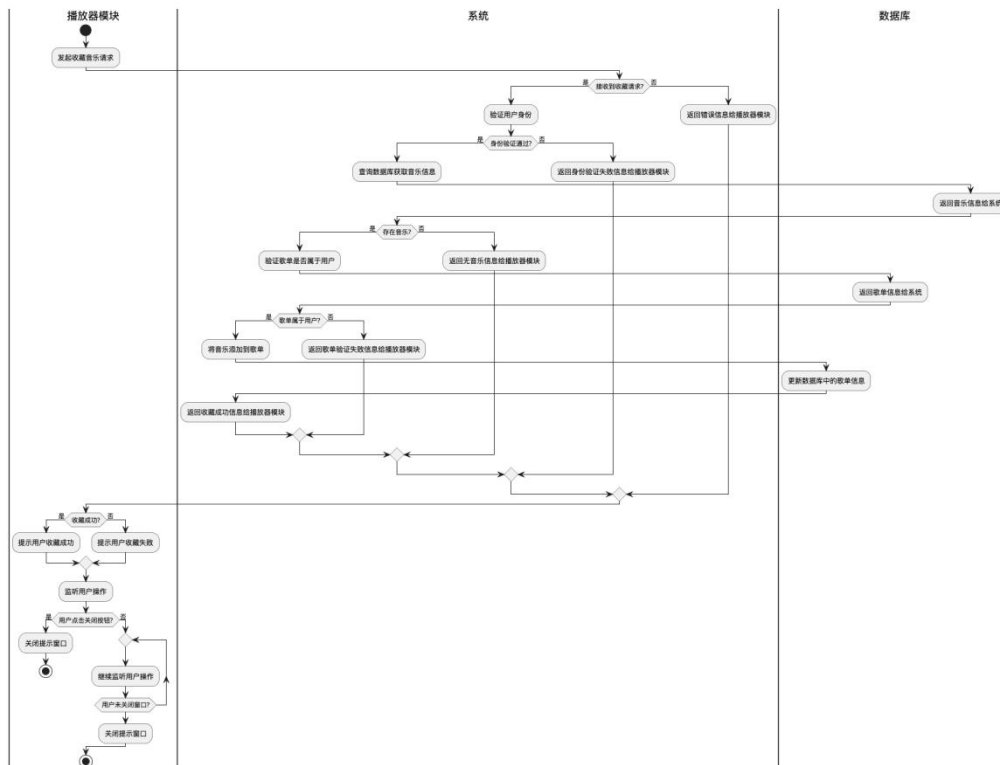 播放器模块
系统
数据库
发起收藏音乐请求
是
接收到收藏请求?
否
验证用户身份
返回错误信息给播放器模块
是
身份验证通过?
否
查询数据库获取音乐信息
返回身份验证失败信息给播放器模块
返回音乐信息给系统
是
存在音乐?
否
验证歌单是否属于用户
返回无音乐信息给播放器模块
返回歌单信息给系统
是
歌单属于用户?
否
将音乐添加到歌单
返回歌单验证失败信息给播放器模块
更新数据库中的歌单信息
返回收藏成功信息给播放器模块
是
收藏成功?
否
提示用户收藏成功
提示用户收藏失败
监听用户操作
是
用户点击关闭按钮?
否
关闭提示窗口
继续监听用户操作
用户未关闭窗口?
关闭提示窗口